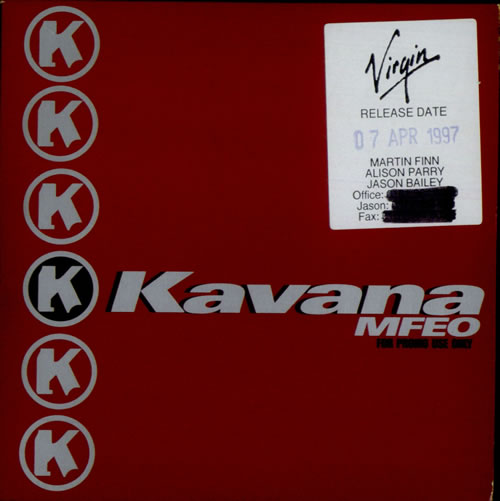 K
K
K
K
K
K
Virgin
RELEASE DATE
07 APR 1997
MARTIN FINN
ALISON PARRY
JASON BAILEY
Office:
Jason:
Fax:
Kavana
MFEO
FOR PROMO USE ONLY